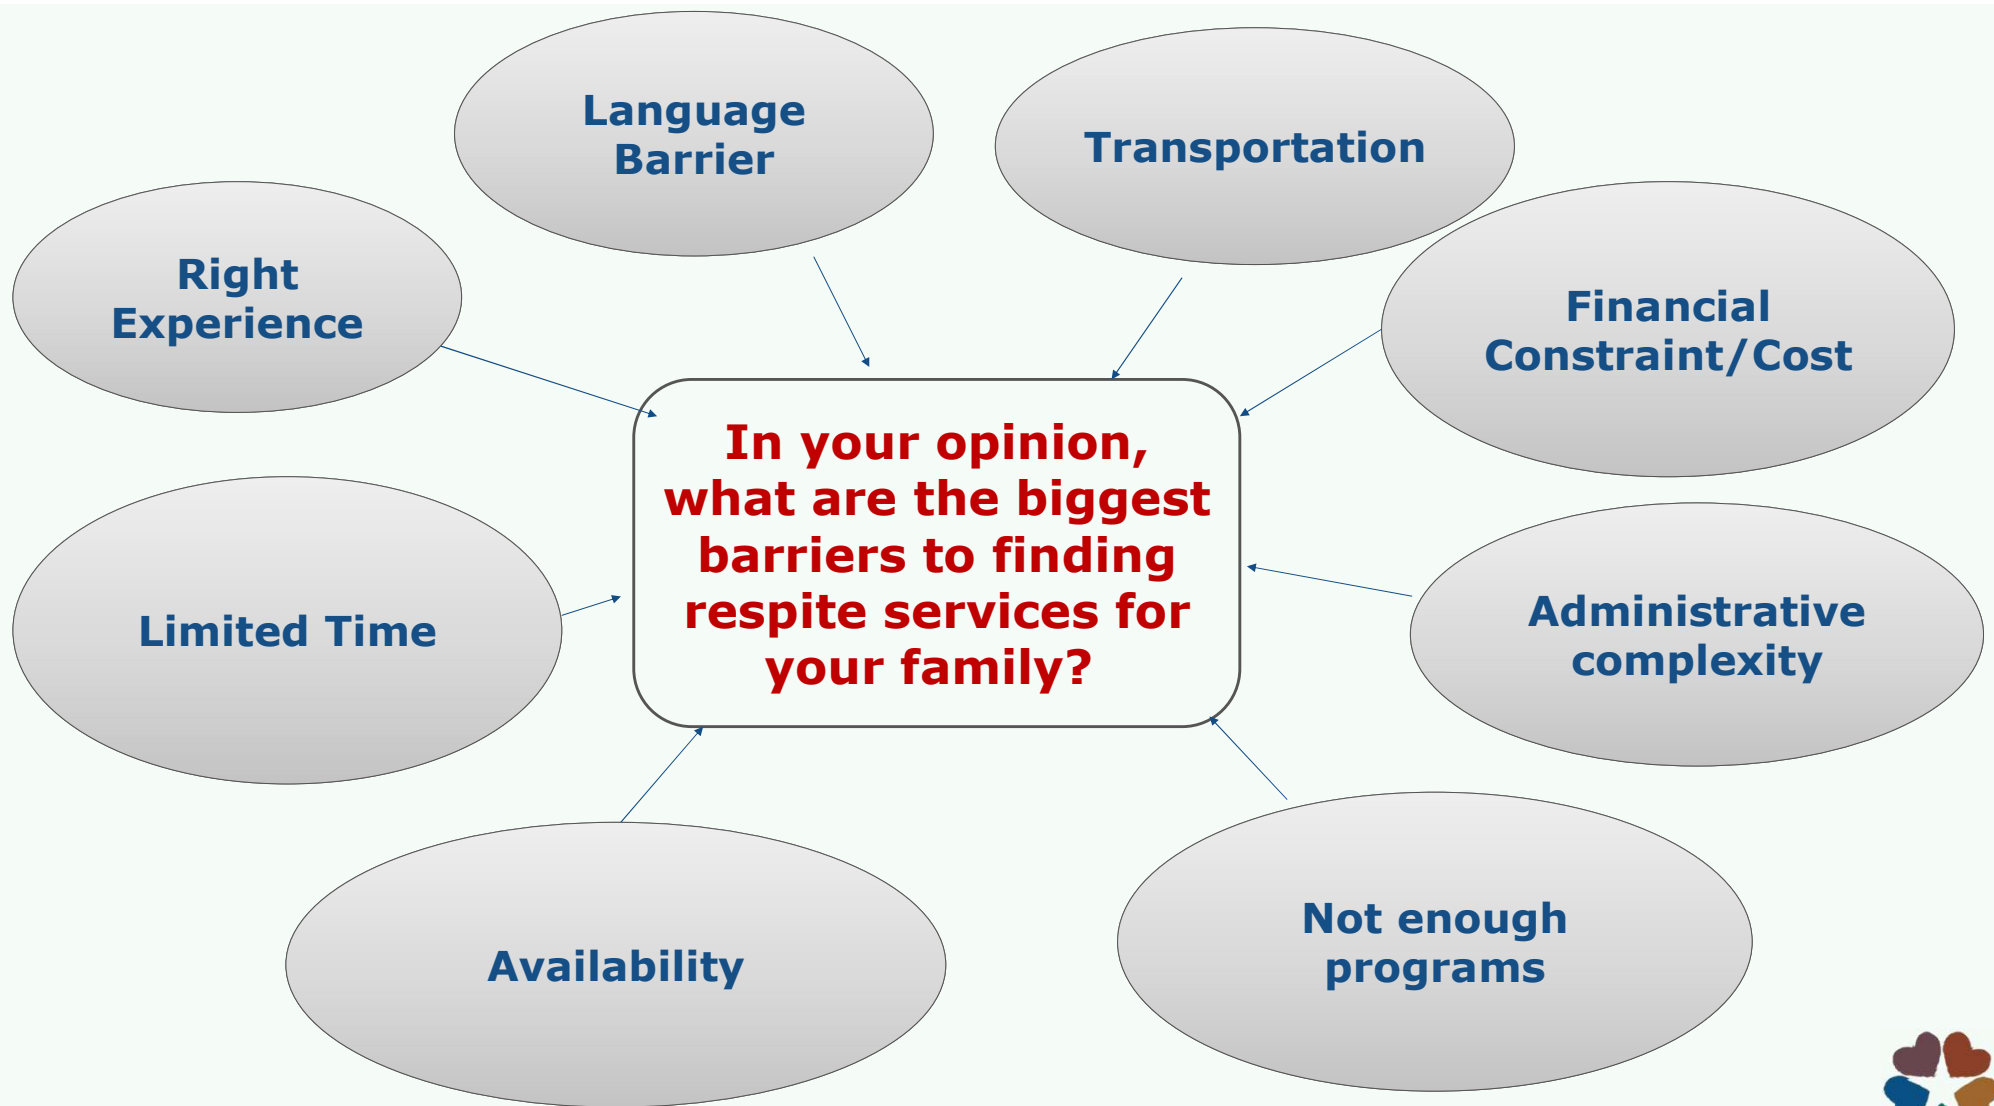 Language
Barrier
Transportation
Right
Experience
Financial
Constraint/Cost
In your opinion,
what are the biggest
barriers to finding
respite services for
your family?
Limited Time
Administrative
complexity
Availability
Not enough
programs